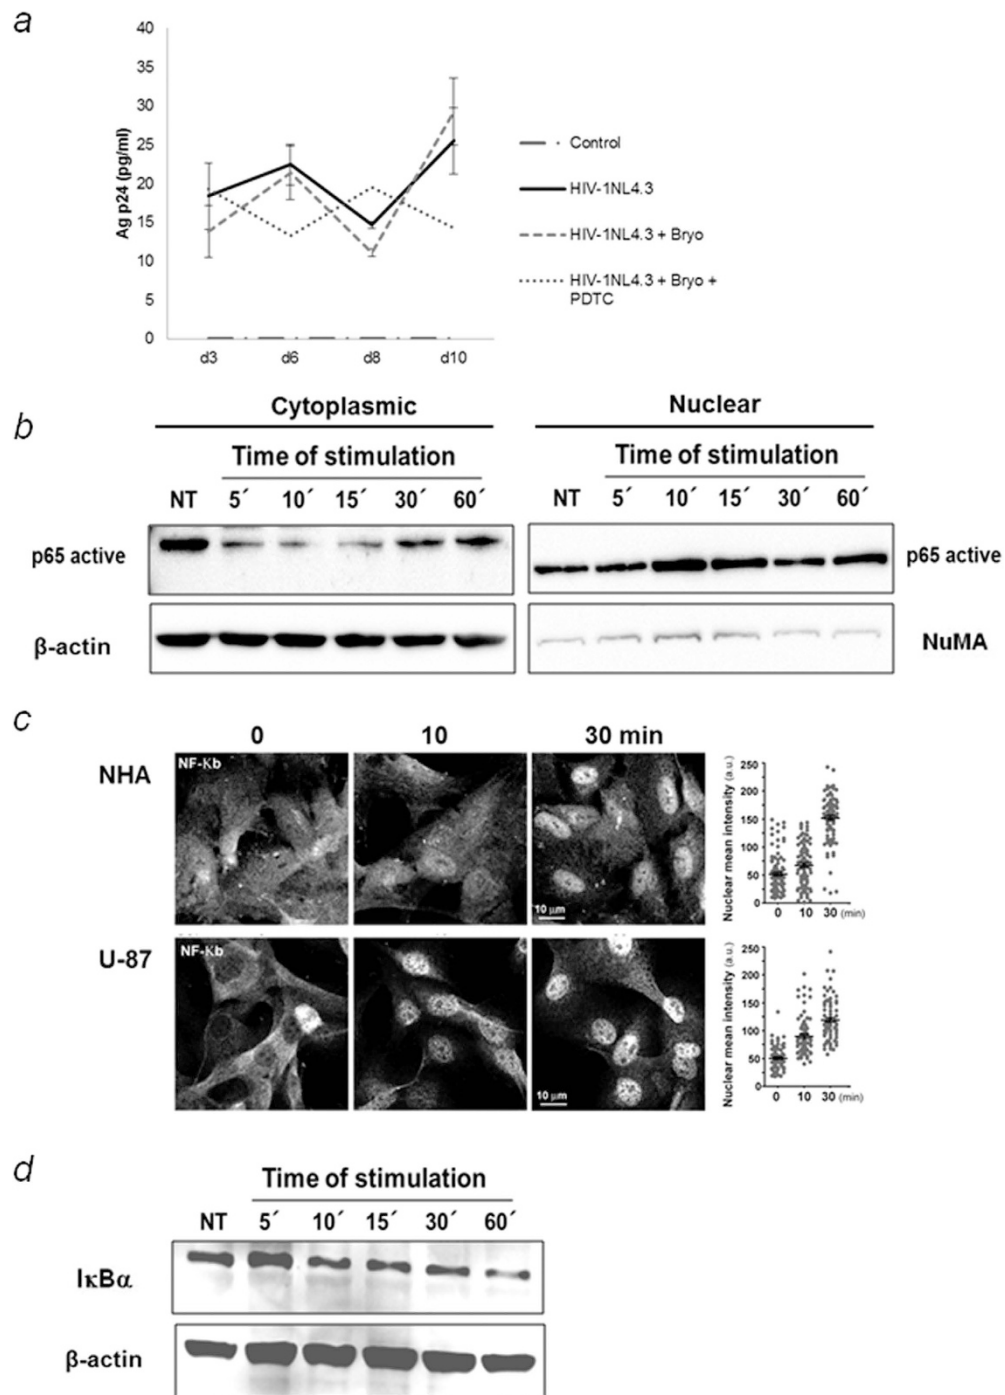 a
40
35
30
25
20
15
10
5
0
Ag p24 (pg/ml)
d3 d6 d8 d10
Control
HIV-1NL4.3
HIV-1NL4.3 + Bryo
HIV-1NL4.3 + Bryo +
PDTC
b
Cytoplasmic
Time of stimulation
NT 5´ 10´ 15´ 30´ 60´
p65 active
β-actin
Nuclear
Time of stimulation
NT 5´ 10´ 15´ 30´ 60´
p65 active
NuMA
c
0 10 30 min
NHA
NF-Kb
10 µm
Nuclear mean intensity (a.u.)
250
200
150
100
50
0
0 10 30 (min)
U-87
NF-Kb
10 µm
Nuclear mean intensity (a.u.)
250
200
150
100
50
0
0 10 30 (min)
d
Time of stimulation
NT 5´ 10´ 15´ 30´ 60´
IκBα
β-actin